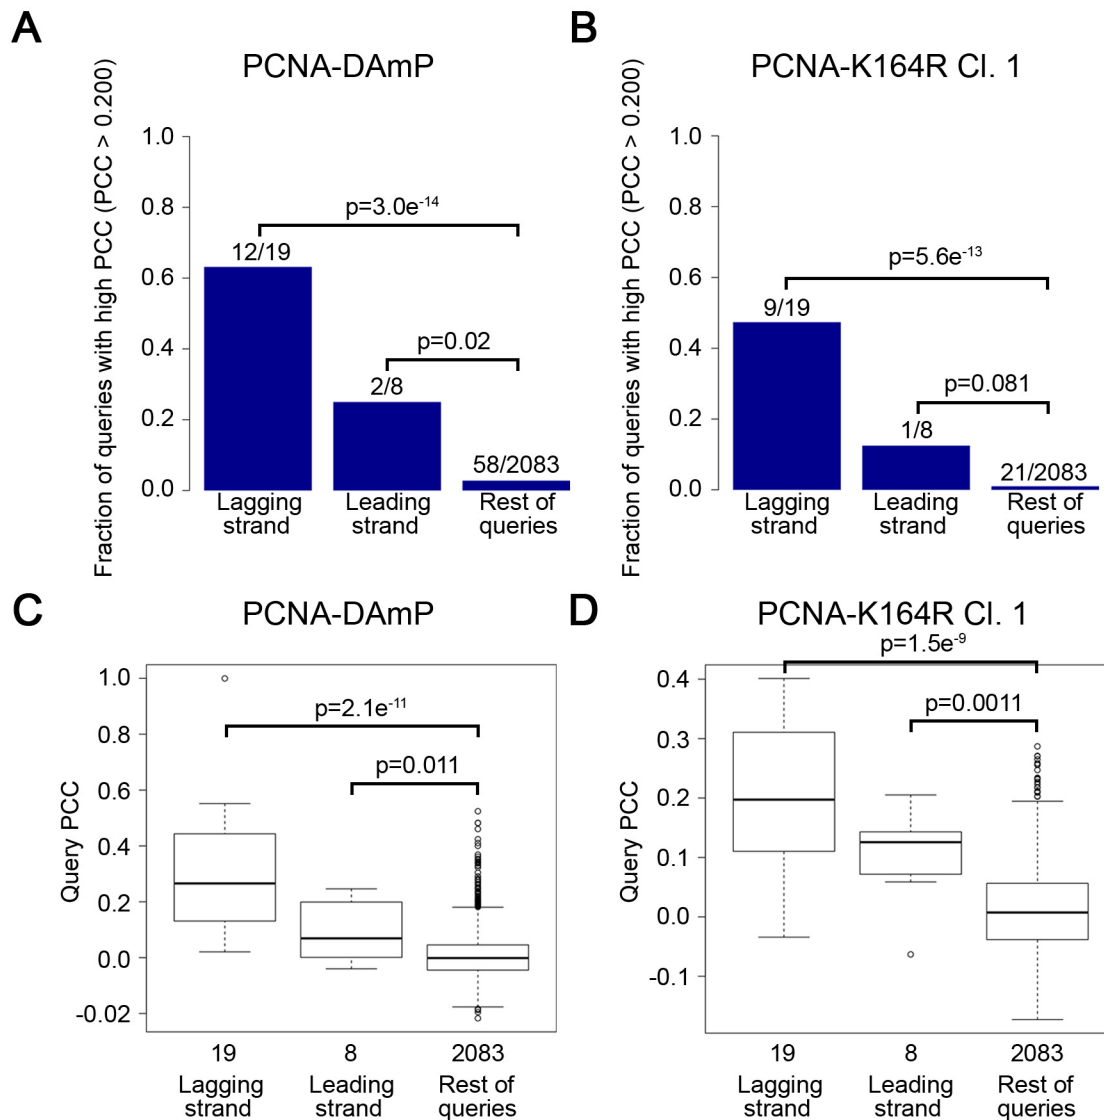 A
PCNA-DAmP
Fraction of queries with high PCC (PCC > 0.200)
1.0
0.8
0.6
0.4
0.2
0.0
p=3.0e-14
12/19
p=0.02
2/8
58/2083
Lagging strand
Leading strand
Rest of queries
B
PCNA-K164R Cl. 1
Fraction of queries with high PCC (PCC > 0.200)
1.0
0.8
0.6
0.4
0.2
0.0
p=5.6e-13
9/19
p=0.081
1/8
21/2083
Lagging strand
Leading strand
Rest of queries
C
PCNA-DAmP
Query PCC
1.0
0.8
0.6
0.4
0.2
0.0
-0.02
p=2.1e-11
p=0.011
19
8
2083
Lagging strand
Leading strand
Rest of queries
D
PCNA-K164R Cl. 1
Query PCC
0.4
0.3
0.2
0.1
0.0
-0.1
p=1.5e-9
p=0.0011
19
8
2083
Lagging strand
Leading strand
Rest of queries